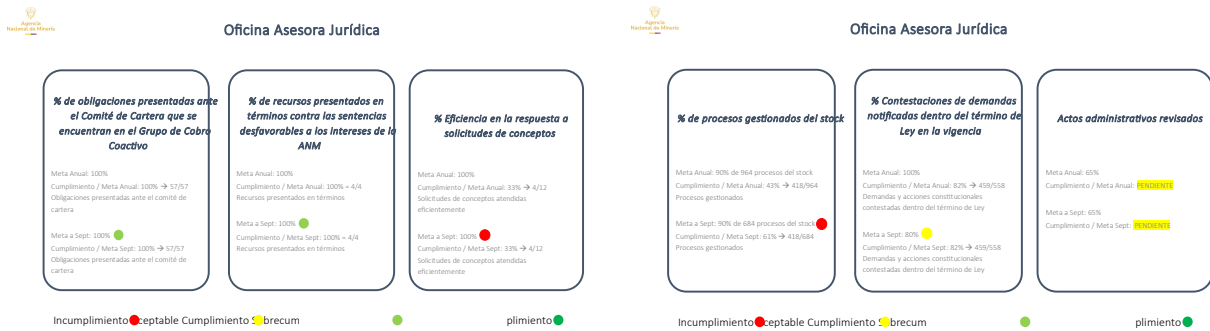 Agencia
Nacional de Minería
Oficina Asesora Jurídica
% de obligaciones presentadas ante
el Comité de Cartera que se
encuentran en el Grupo de Cobro
Coactivo
Meta Anual: 100%
Cumplimiento / Meta Anual: 100% → 57/57
Obligaciones presentadas ante el comité de
cartera
Meta a Sept: 100%
Cumplimiento / Meta Sept: 100% → 57/57
Obligaciones presentadas ante el comité de
cartera
% de recursos presentados en
términos contra las sentencias
desfavorables a los intereses de la
ANM
Meta Anual: 100%
Cumplimiento / Meta Anual: 100% = 4/4
Recursos presentados en términos
Meta a Sept: 100%
Cumplimiento / Meta Sept: 100% = 4/4
Recursos presentados en términos
% Eficiencia en la respuesta a
solicitudes de conceptos
Meta Anual: 100%
Cumplimiento / Meta Anual: 33% → 4/12
Solicitudes de conceptos atendidas
eficientemente
Meta a Sept: 100%
Cumplimiento / Meta Sept: 33% → 4/12
Solicitudes de conceptos atendidas
eficientemente
Incumplimiento ceptable Cumplimiento S brecum plimiento
Agencia
Nacional de Minería
Oficina Asesora Jurídica
% de procesos gestionados del stock
Meta Anual: 90% de 964 procesos del stock
Cumplimiento / Meta Anual: 43% → 418/964
Procesos gestionados
Meta a Sept: 90% de 684 procesos del stock
Cumplimiento / Meta Sept: 61% → 418/684
Procesos gestionados
% Contestaciones de demandas
notificadas dentro del término de
Ley en la vigencia
Meta Anual: 100%
Cumplimiento / Meta Anual: 82% → 459/558
Demandas y acciones constitucionales
contestadas dentro del término de Ley
Meta a Sept: 80%
Cumplimiento / Meta Sept: 82% → 459/558
Demandas y acciones constitucionales
contestadas dentro del término de Ley
Actos administrativos revisados
Meta Anual: 65%
Cumplimiento / Meta Anual: PENDIENTE
Meta a Sept: 65%
Cumplimiento / Meta Sept: PENDIENTE
Incumplimiento ceptable Cumplimiento S brecum plimiento